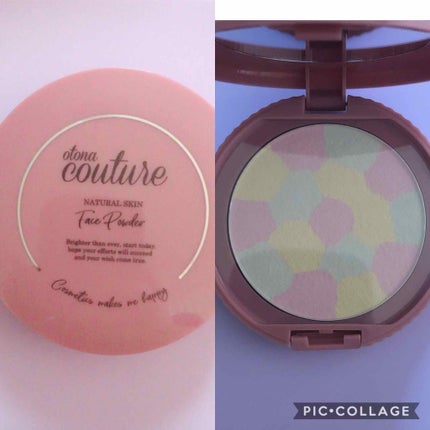 otona
couture
NATURAL SKIN
Face Powder
Brighter than ever, start today.
hope your efforts will succeed
and your wish come true.
Cosmetics makes me happy
PIC•COLLAGE